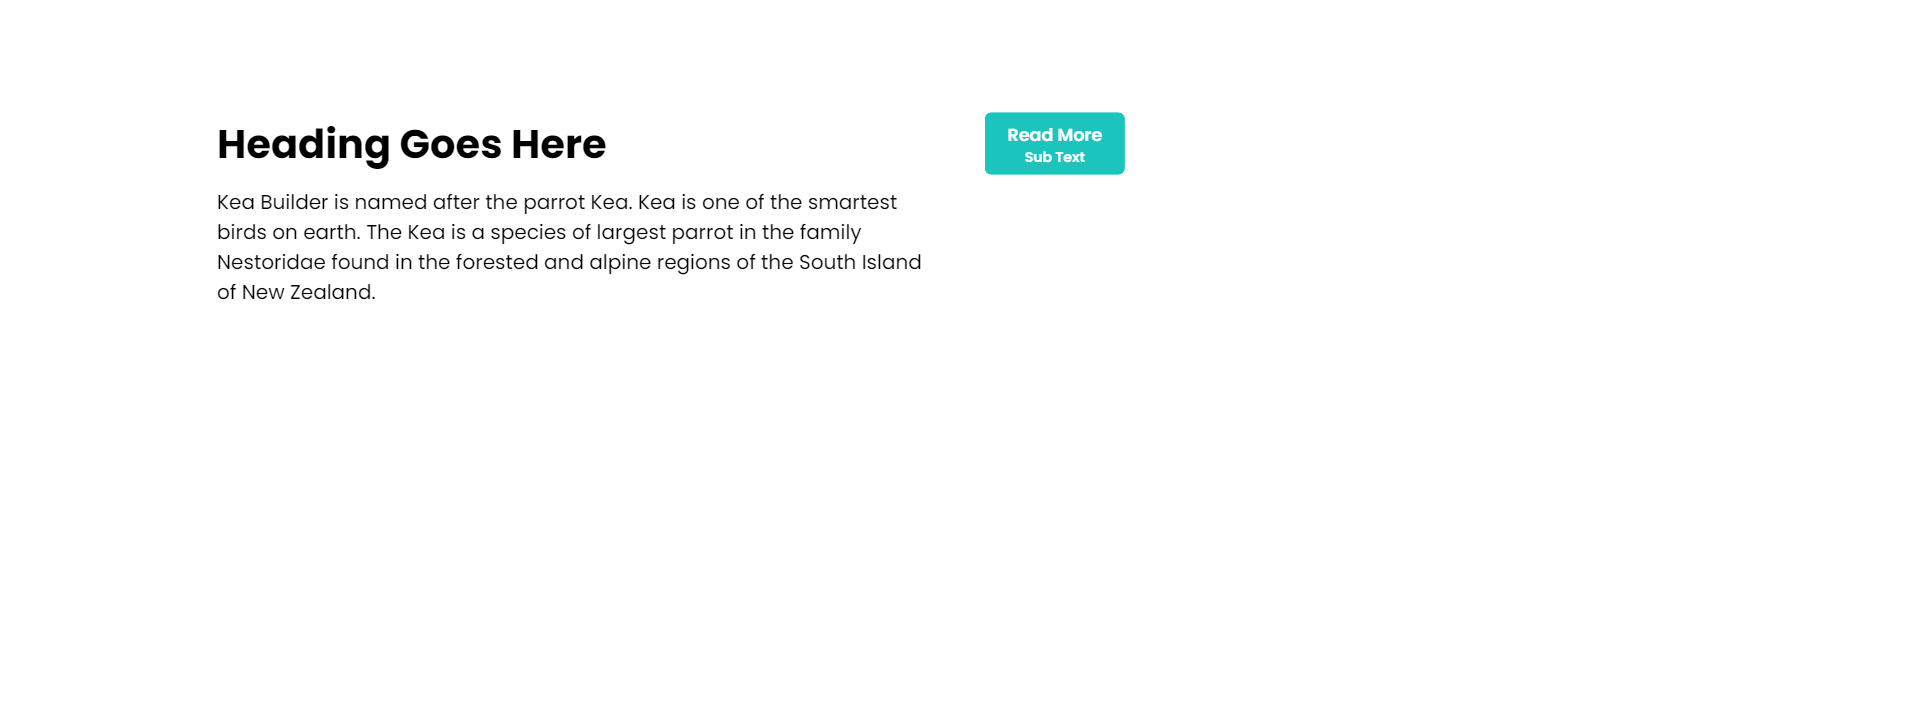 Heading Goes Here
Kea Builder is named after the parrot Kea. Kea is one of the smartest
birds on earth. The Kea is a species of largest parrot in the family
Nestoridae found in the forested and alpine regions of the South Island
of New Zealand.
Read More
Sub Text